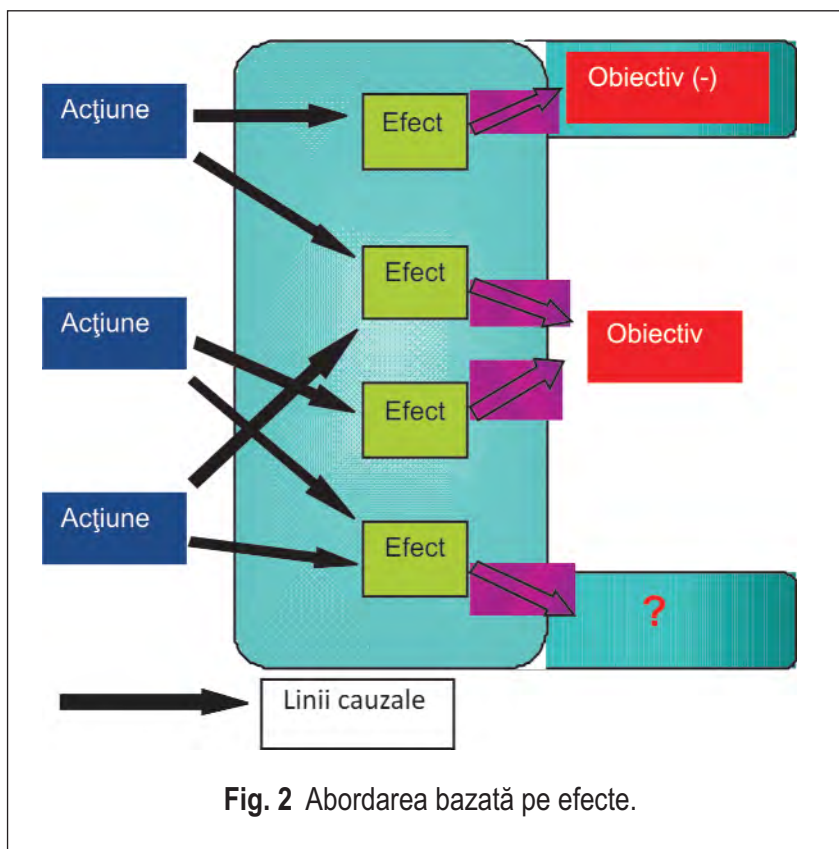 Acţiune
Efect
Obiectiv (-)
Efect
Acţiune
Obiectiv
Efect
Acţiune
Efect
?
Linii cauzale
Fig. 2 Abordarea bazată pe efecte.